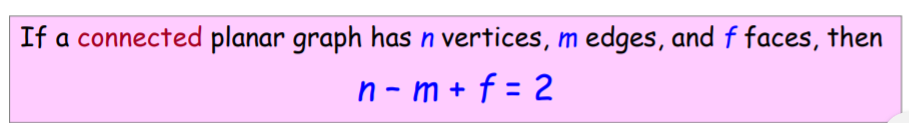 If a connected planar graph has n vertices, m edges, and f faces, then
n - m + f = 2